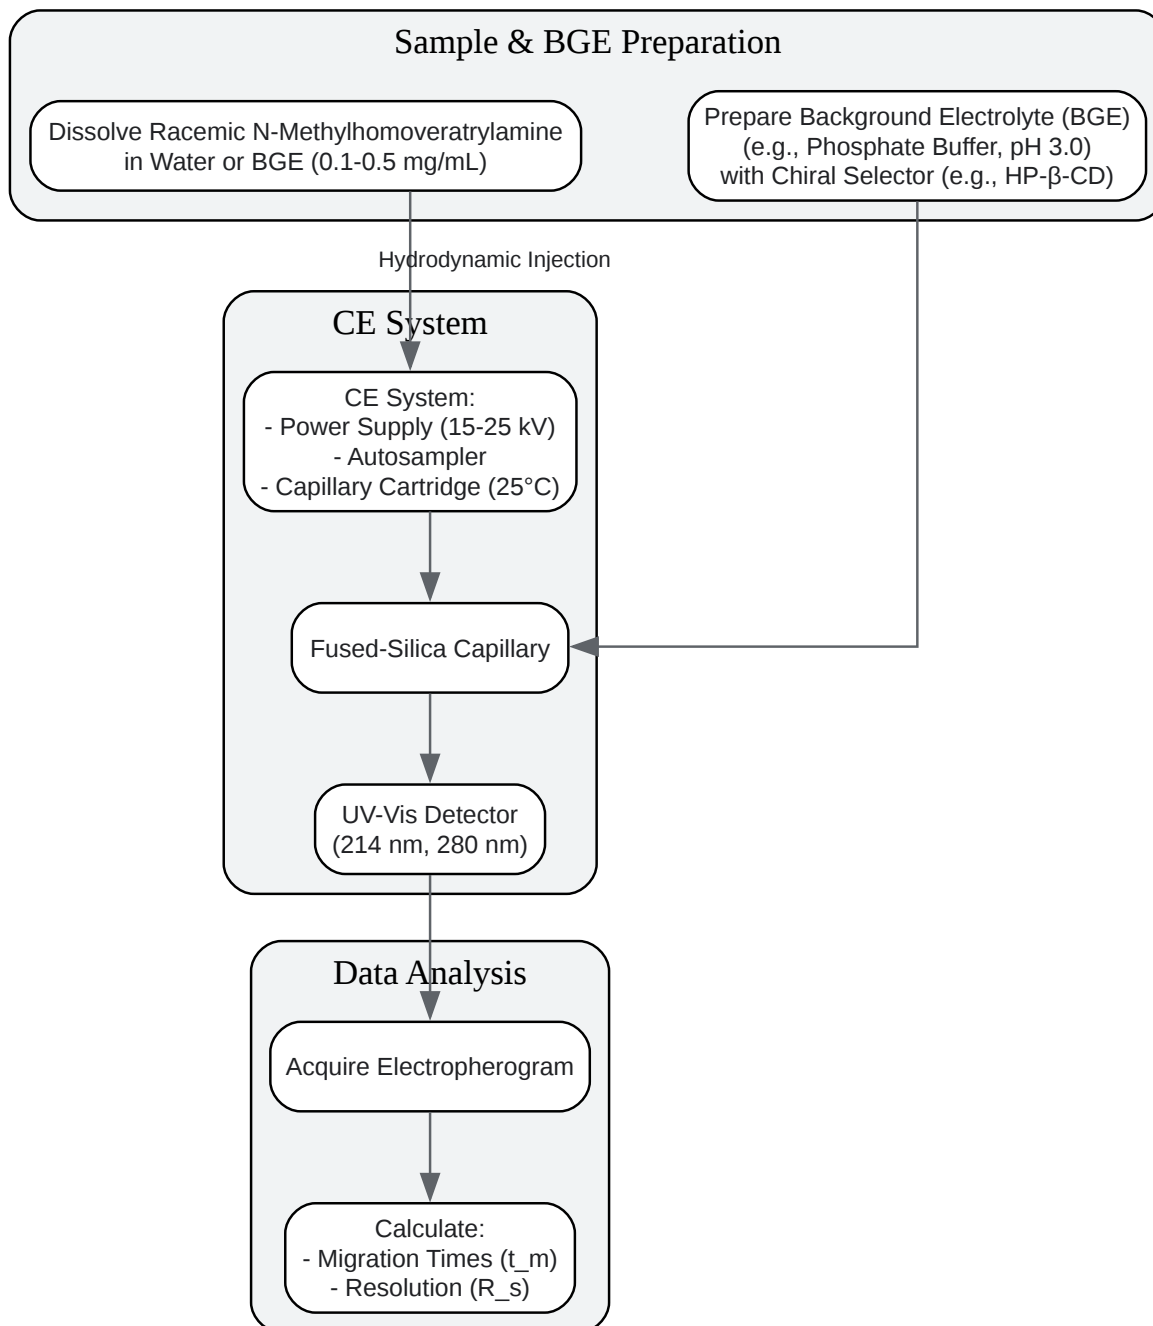 Sample & BGE Preparation
Dissolve Racemic N-Methylhomoveratrylamine
in Water or BGE (0.1-0.5 mg/mL)
Prepare Background Electrolyte (BGE)
(e.g., Phosphate Buffer, pH 3.0)
with Chiral Selector (e.g., HP-β-CD)
Hydrodynamic Injection
CE System
CE System:
- Power Supply (15-25 kV)
- Autosampler
- Capillary Cartridge (25°C)
Fused-Silica Capillary
UV-Vis Detector
(214 nm, 280 nm)
Data Analysis
Acquire Electropherogram
Calculate:
- Migration Times (t_m)
- Resolution (R_s)